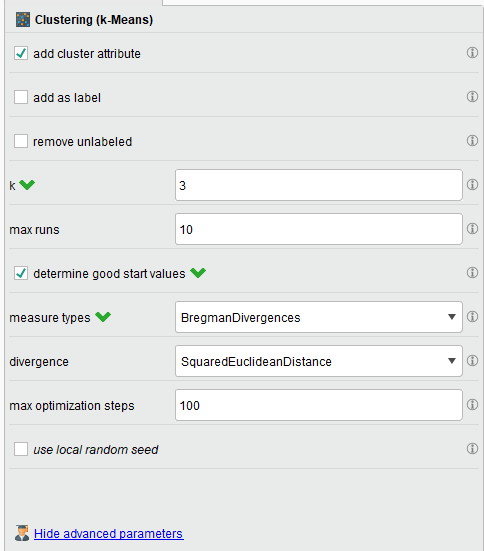 Clustering (k-Means)
add cluster attribute
add as label
remove unlabeled
k 3
max runs 10
determine good start values
measure types BregmanDivergences
divergence SquaredEuclideanDistance
max optimization steps 100
use local random seed
Hide advanced parameters